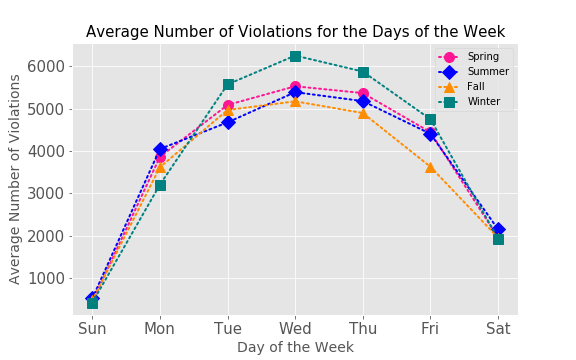 Average Number of Violations for the Days of the Week
Spring
Summer
Fall
Winter
Average Number of Violations
6000
5000
4000
3000
2000
1000
Sun Mon Tue Wed Thu Fri Sat
Day of the Week